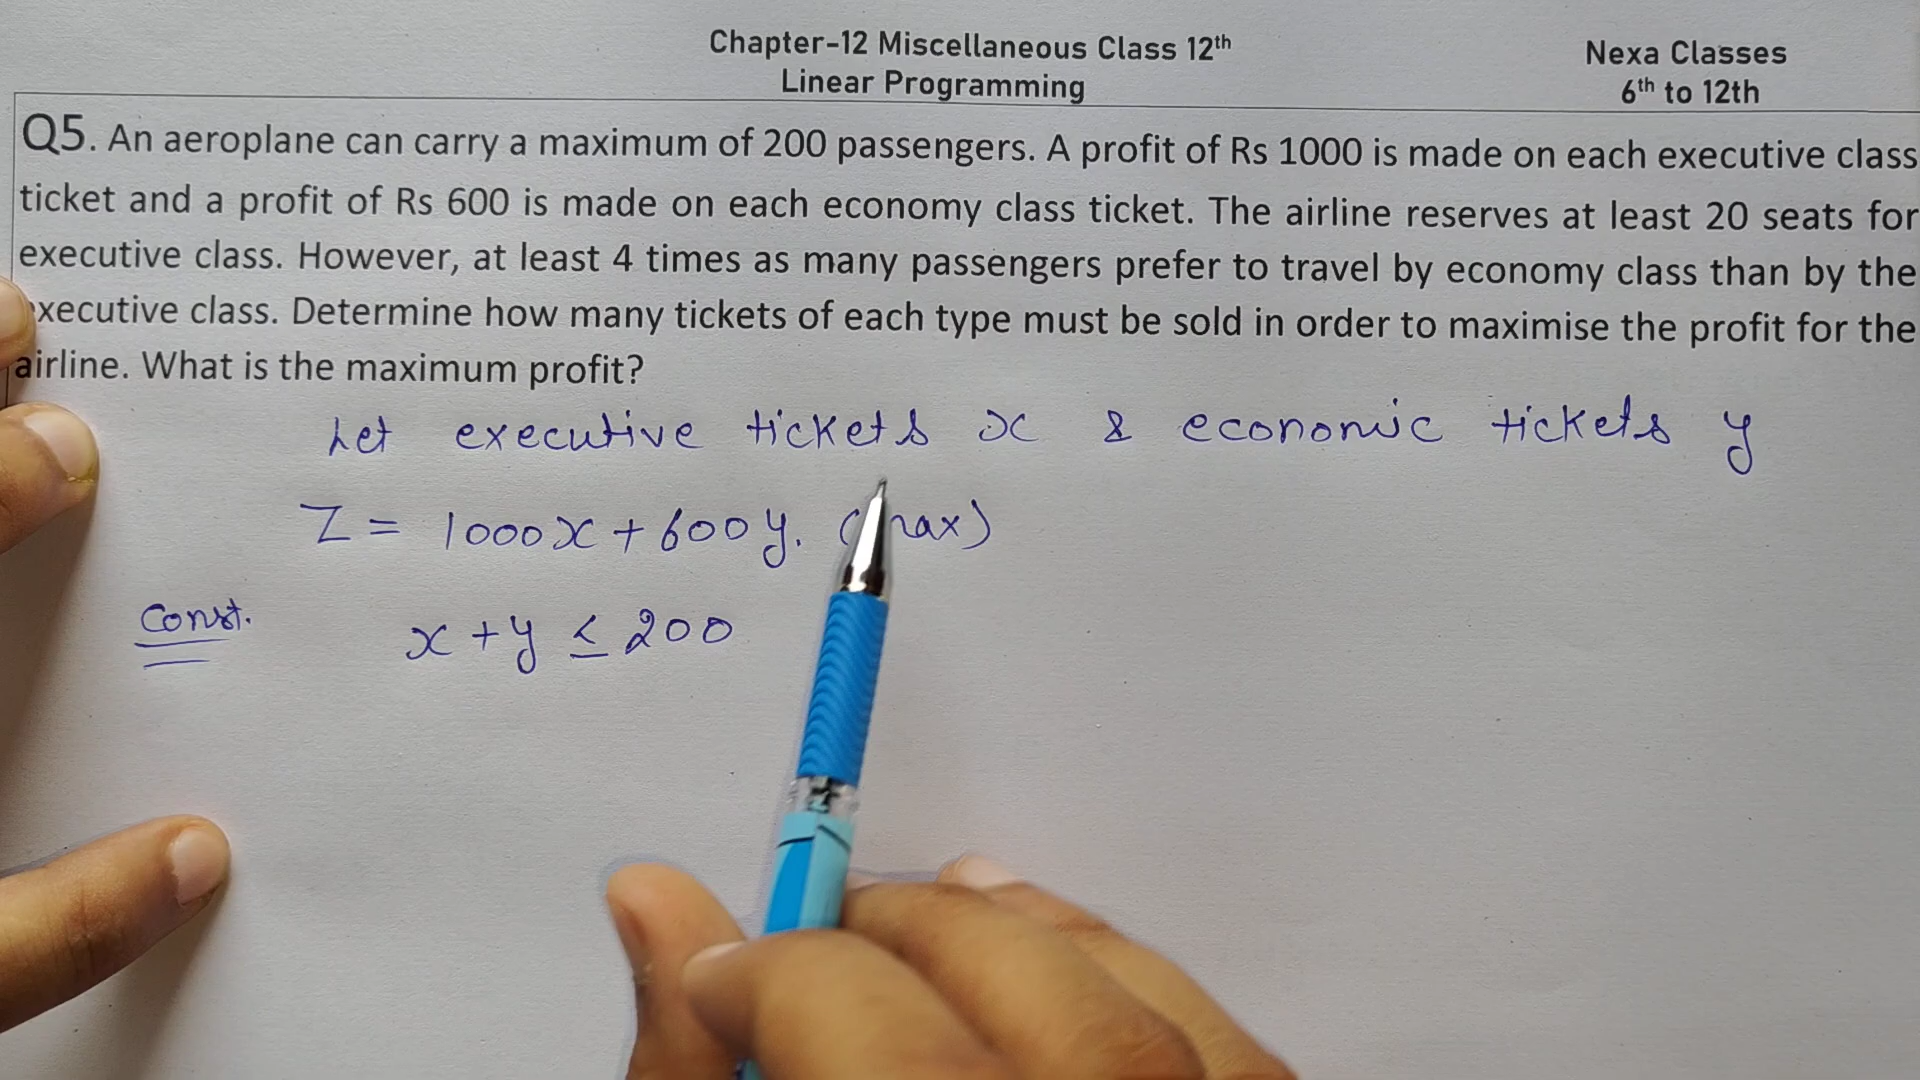 Chapter-12 Miscellaneous Class 12th
Linear Programming
Nexa Classes
6th to 12th
Q5. An aeroplane can carry a maximum of 200 passengers. A profit of Rs 1000 is made on each executive class
ticket and a profit of Rs 600 is made on each economy class ticket. The airline reserves at least 20 seats for
executive class. However, at least 4 times as many passengers prefer to travel by economy class than by the
xecutive class. Determine how many tickets of each type must be sold in order to maximise the profit for the
airline. What is the maximum profit?
Let executive tickets x & economic tickets y
Z = 1000x + 600y. (max)
Const. x + y ≤ 200